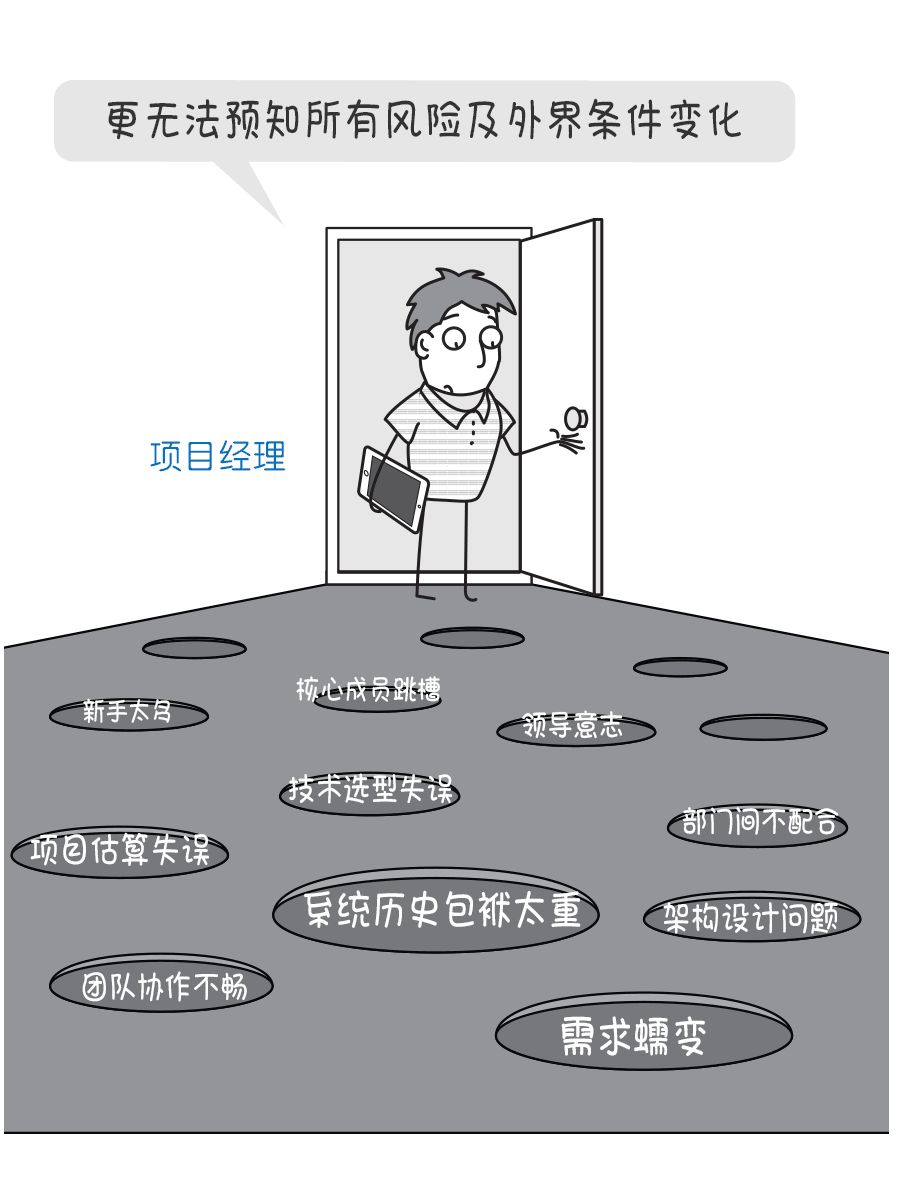 更无法预知所有风险及外界条件变化
项目经理
核心成员跳槽
新手太多
领导意志
技术选型失误
部门间不配合
项目估算失误
系统历史包袱太重
架构设计问题
团队协作不畅
需求蠕变